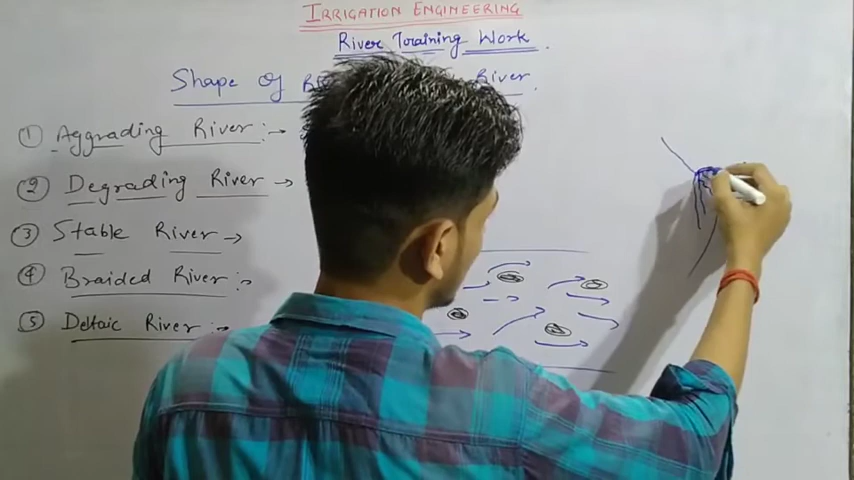 IRRIGATION ENGINEERING
River Training Work
Shape of River
① Aggrading River :-
② Degrading River →
③ Stable River →
④ Braided River :-
⑤ Deltaic River :-